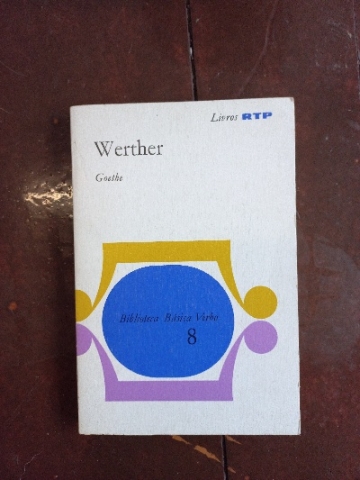 Livros RTP
Werther
Goethe
Biblioteca Básica Verbo
8